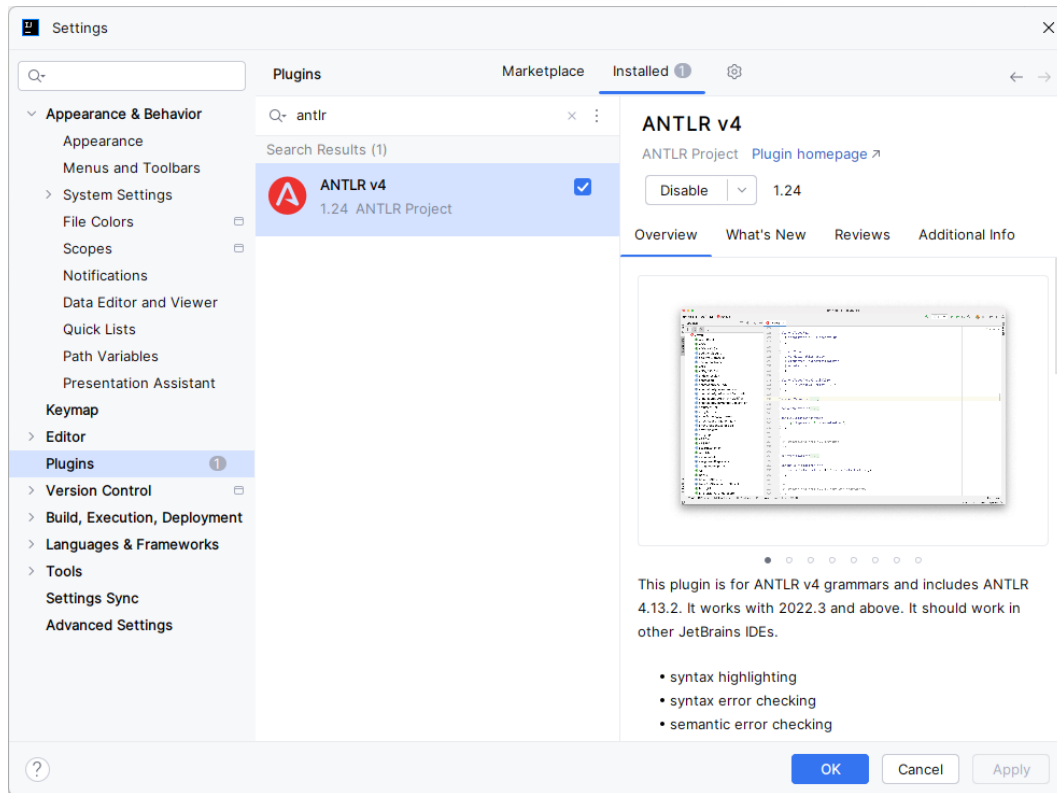 Settings
Plugins
Marketplace
Installed 1
antlr
Search Results (1)
ANTLR v4
1.24 ANTLR Project
Appearance & Behavior
Appearance
Menus and Toolbars
System Settings
File Colors
Scopes
Notifications
Data Editor and Viewer
Quick Lists
Path Variables
Presentation Assistant
Keymap
Editor
Plugins 1
Version Control
Build, Execution, Deployment
Languages & Frameworks
Tools
Settings Sync
Advanced Settings
ANTLR v4
ANTLR Project Plugin homepage ↗
Disable 1.24
Overview What's New Reviews Additional Info
This plugin is for ANTLR v4 grammars and includes ANTLR
4.13.2. It works with 2022.3 and above. It should work in
other JetBrains IDEs.
• syntax highlighting
• syntax error checking
• semantic error checking
?
OK
Cancel
Apply